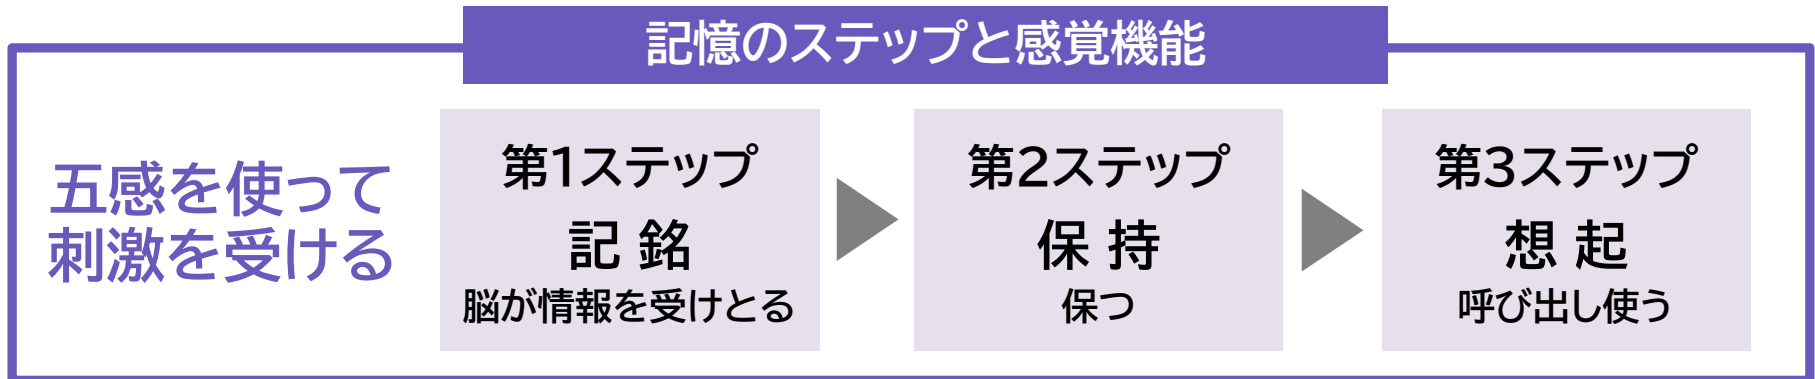 記憶のステップと感覚機能
五感を使って
刺激を受ける
第1ステップ
記 銘
脳が情報を受けとる
第2ステップ
保 持
保つ
第3ステップ
想 起
呼び出し使う